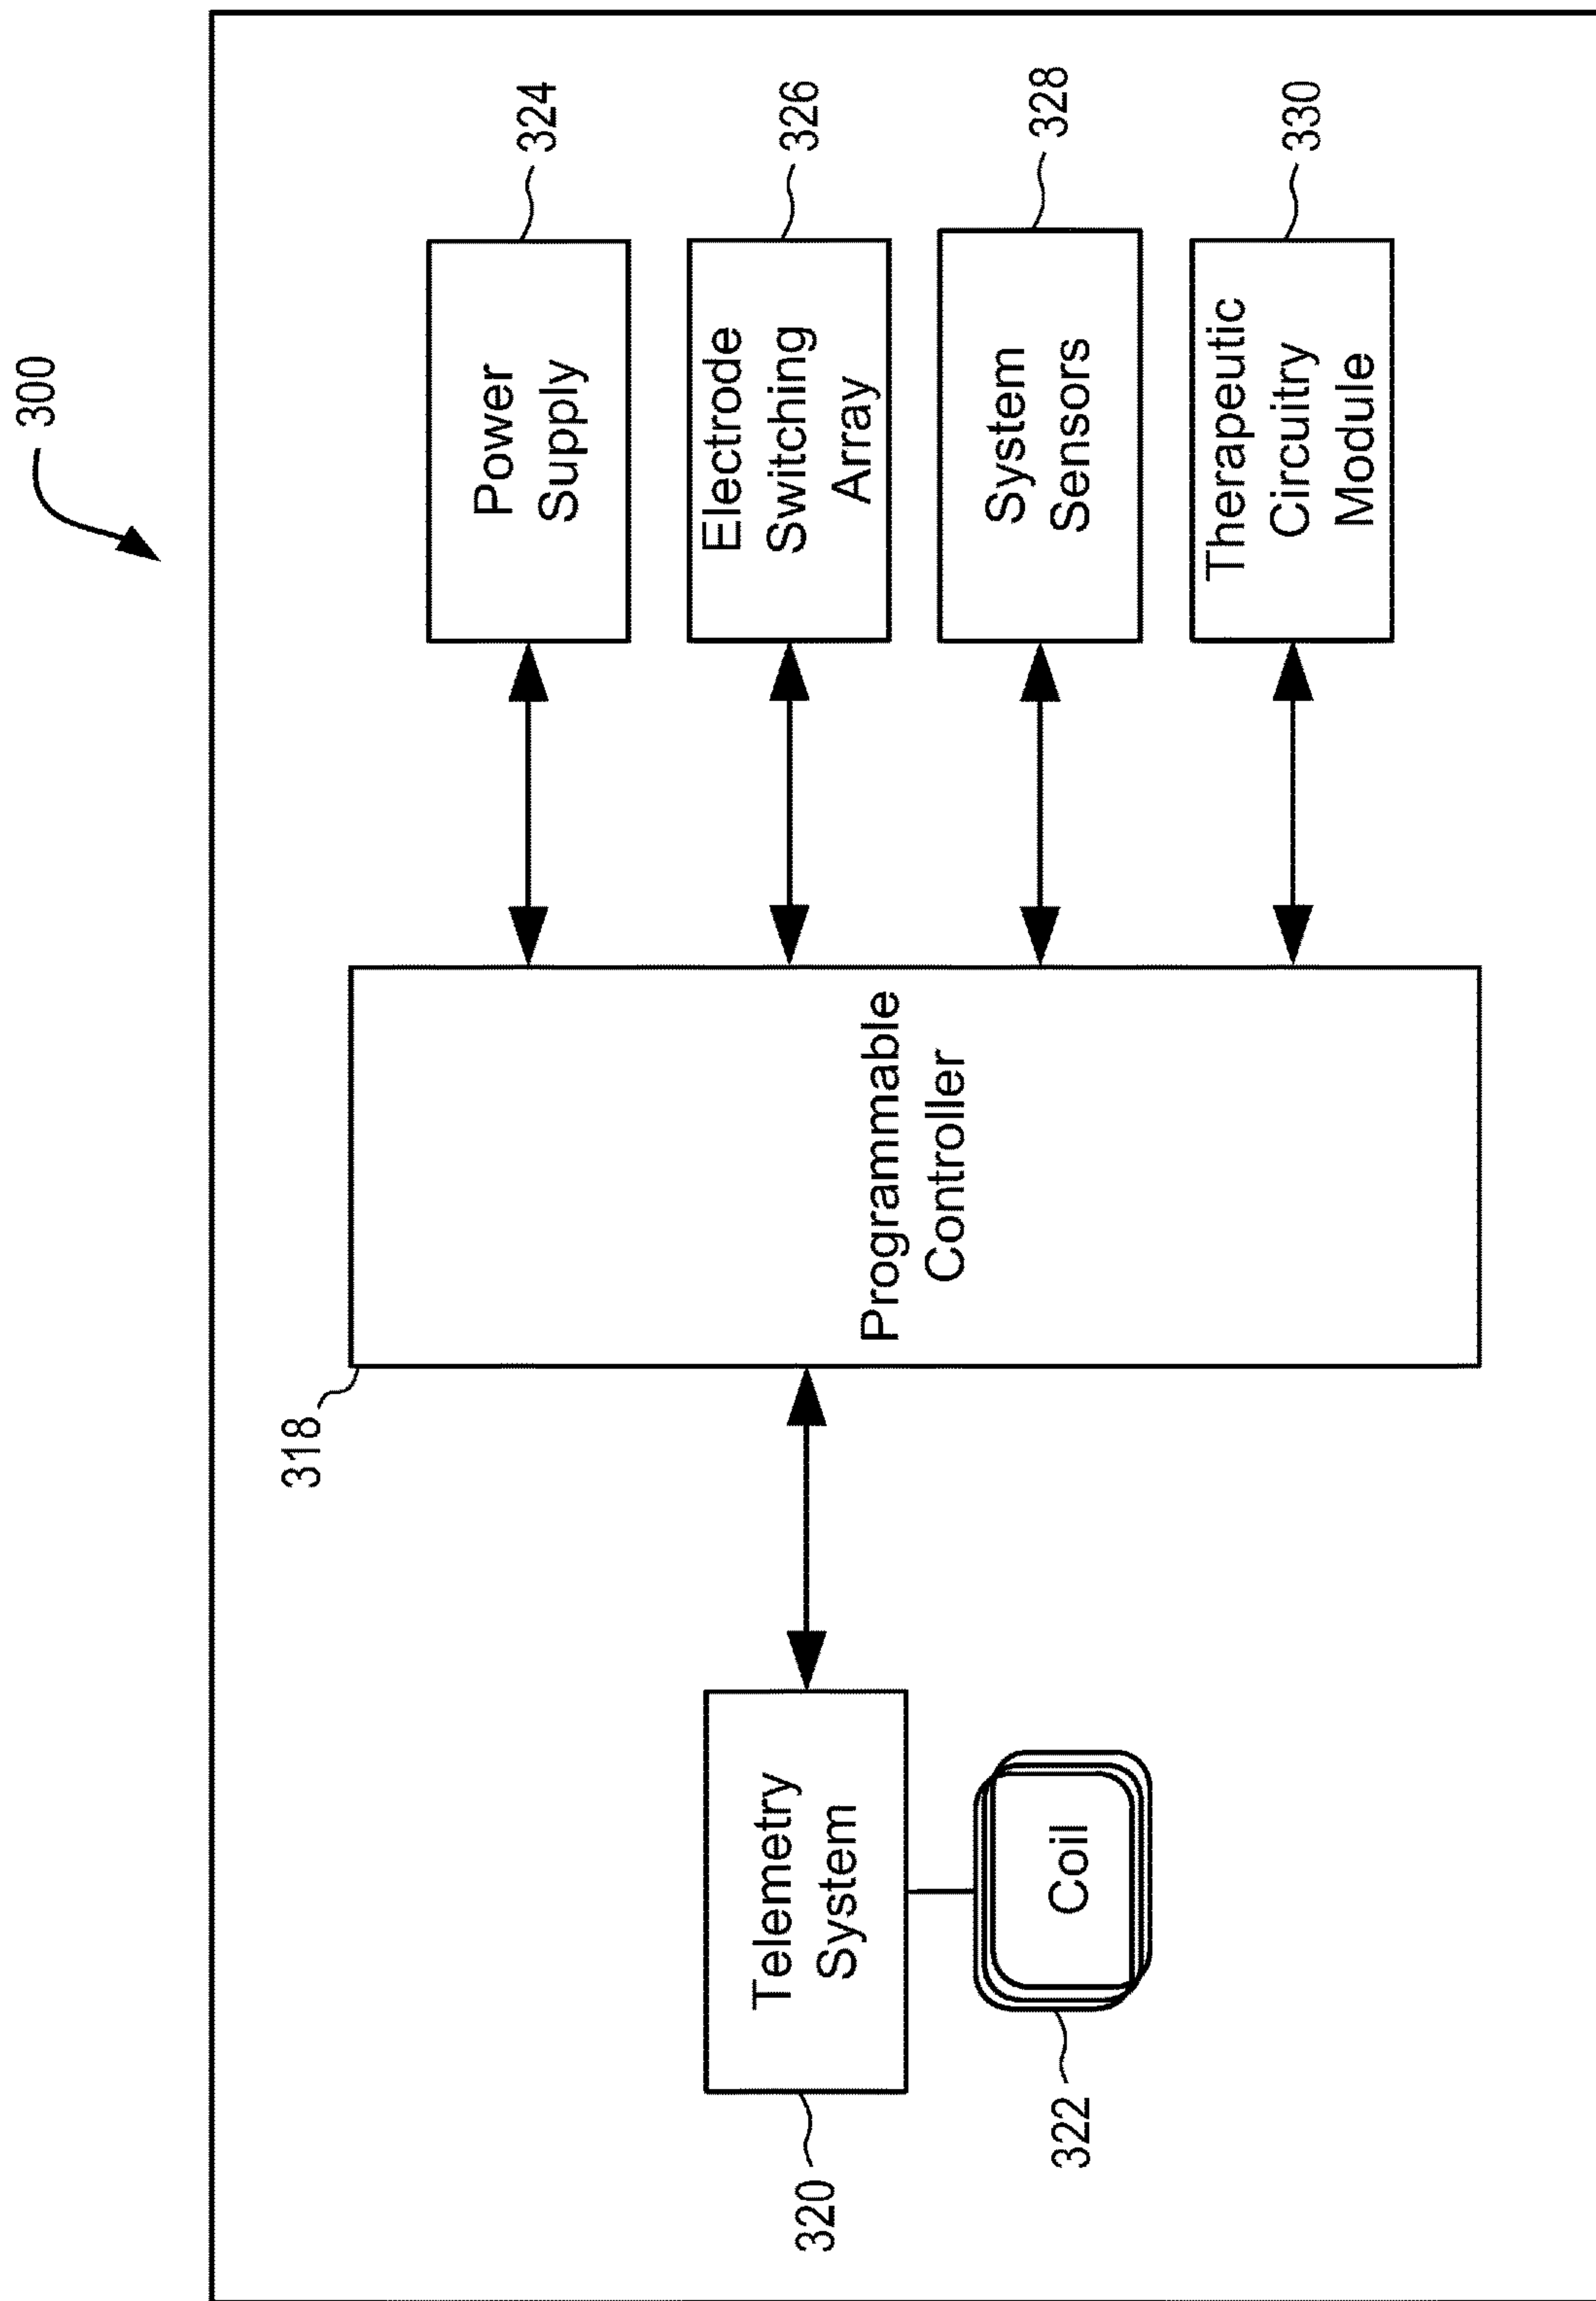 300
318
Telemetry
System
320
Coil
322
Programmable
Controller
Power
Supply
324
Electrode
Switching
Array
326
System
Sensors
328
Therapeutic
Circuitry
Module
330